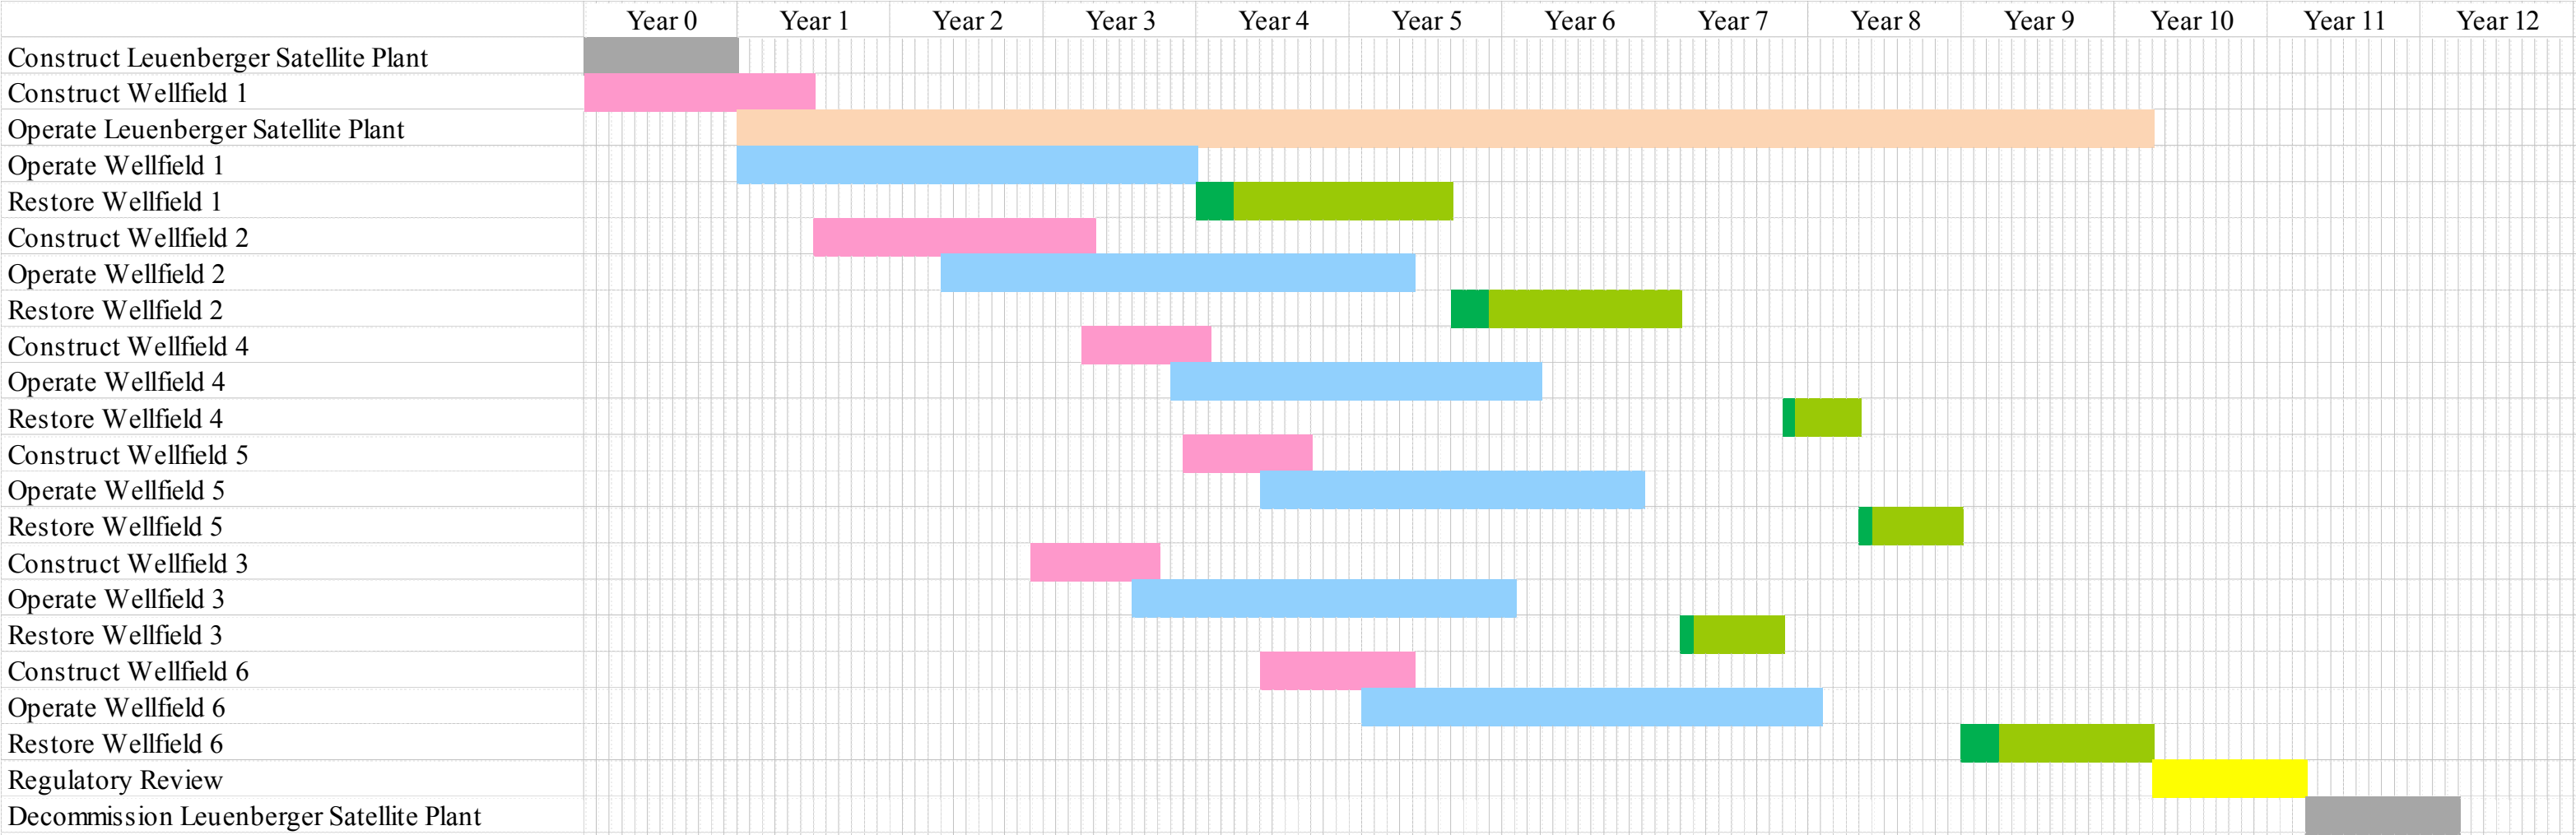 Year 0 Year 1 Year 2 Year 3 Year 4 Year 5 Year 6 Year 7 Year 8 Year 9 Year 10 Year 11 Year 12
Construct Leuenberger Satellite Plant
Construct Wellfield 1
Operate Leuenberger Satellite Plant
Operate Wellfield 1
Restore Wellfield 1
Construct Wellfield 2
Operate Wellfield 2
Restore Wellfield 2
Construct Wellfield 4
Operate Wellfield 4
Restore Wellfield 4
Construct Wellfield 5
Operate Wellfield 5
Restore Wellfield 5
Construct Wellfield 3
Operate Wellfield 3
Restore Wellfield 3
Construct Wellfield 6
Operate Wellfield 6
Restore Wellfield 6
Regulatory Review
Decommission Leuenberger Satellite Plant